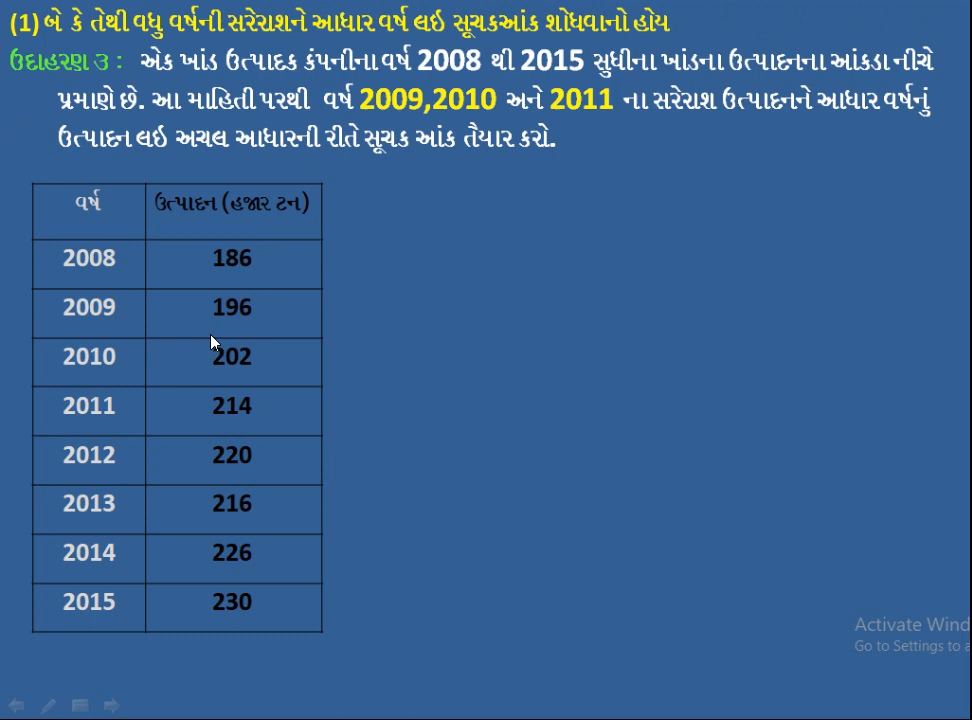 (1) બે કે તેથી વધુ વર્ષની સરેરાશને આધાર વર્ષ લઇ સૂચકઆંક શોધવાનો હોય
ઉદાહરણ ૩ : એક ખાંડ ઉત્પાદક કંપનીના વર્ષ 2008 થી 2015 સુધીના ખાંડના ઉત્પાદનના આંકડા નીચે
પ્રમાણે છે. આ માહિતી પરથી વર્ષ 2009,2010 અને 2011 ના સરેરાશ ઉત્પાદનને આધાર વર્ષનું
ઉત્પાદન લઇ અચલ આધારની રીતે સૂચક આંક તૈયાર કરો.
વર્ષ ઉત્પાદન (હજાર ટન)
2008 186
2009 196
2010 202
2011 214
2012 220
2013 216
2014 226
2015 230
Activate Wind
Go to Settings to a